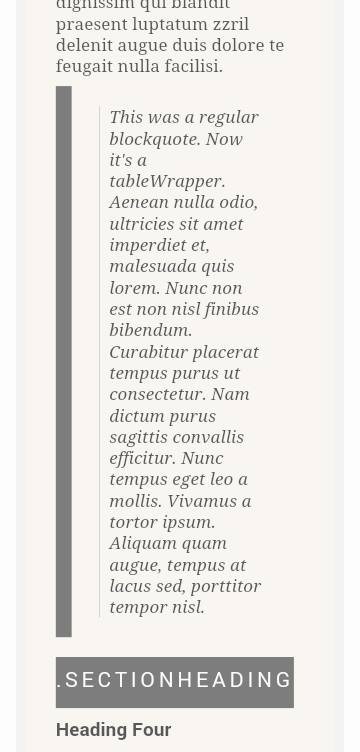 dignissim qui blandit
praesent luptatum zzril
delenit augue duis dolore te
feugait nulla facilisi.
This was a regular
blockquote. Now
it's a
tableWrapper.
Aenean nulla odio,
ultricies sit amet
imperdiet et,
malesuada quis
lorem. Nunc non
est non nisl finibus
bibendum.
Curabitur placerat
tempus purus ut
consectetur. Nam
dictum purus
sagittis convallis
efficitur. Nunc
tempus eget leo a
mollis. Vivamus a
tortor ipsum.
Aliquam quam
augue, tempus at
lacus sed, porttitor
tempor nisl.
.SECTIONHEADING
Heading Four